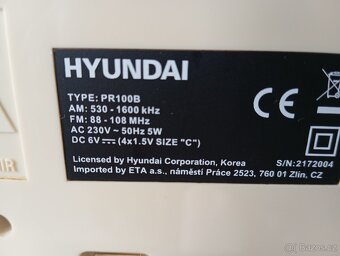 HYUNDAI
TYPE: PR100B
AM: 530 - 1600 kHz
FM: 88 - 108 MHz
AC 230V ~ 50Hz 5W
DC 6V⎓ (4x1.5V SIZE "C")
CE
Licensed by Hyundai Corporation, Korea
S/N:2172004
Imported by ETA a.s., náměstí Práce 2523, 760 01 Zlín, CZ